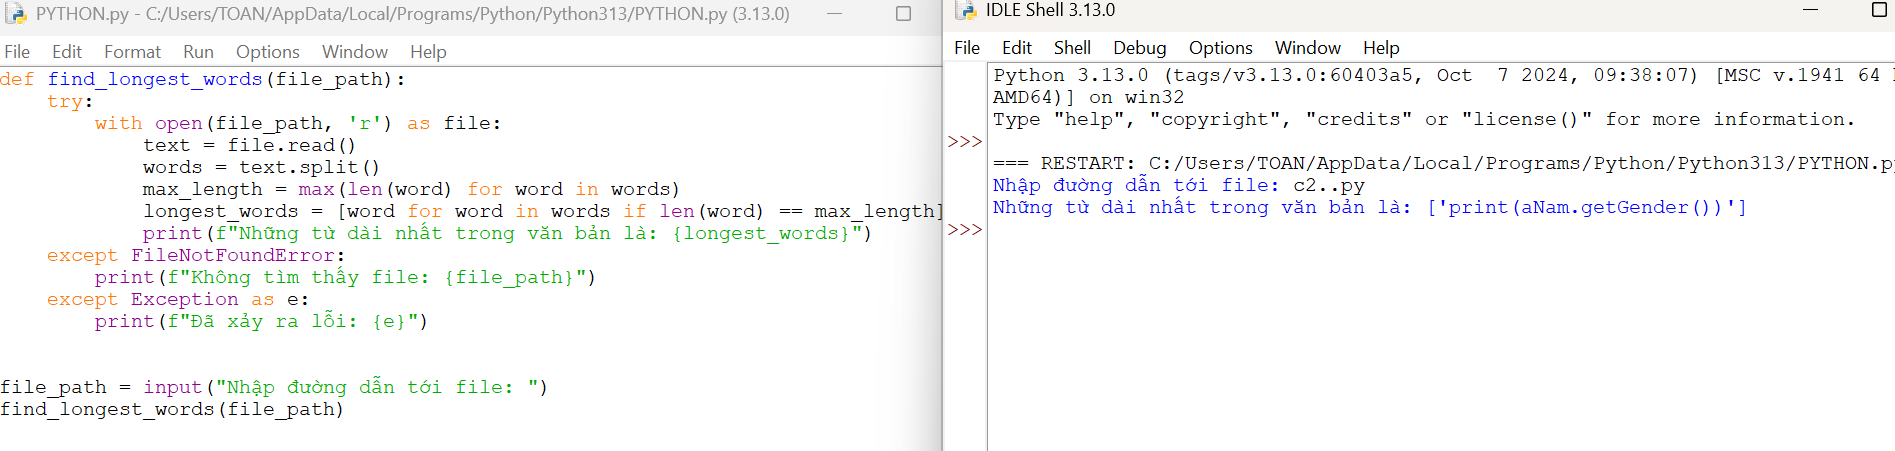 PYTHON.py - C:/Users/TOAN/AppData/Local/Programs/Python/Python313/PYTHON.py (3.13.0)
File Edit Format Run Options Window Help
def find_longest_words(file_path):
    try:
        with open(file_path, 'r') as file:
            text = file.read()
            words = text.split()
            max_length = max(len(word) for word in words)
            longest_words = [word for word in words if len(word) == max_length]
            print(f"Những từ dài nhất trong văn bản là: {longest_words}")
    except FileNotFoundError:
        print(f"Không tìm thấy file: {file_path}")
    except Exception as e:
        print(f"Đã xảy ra lỗi: {e}")
file_path = input("Nhập đường dẫn tới file: ")
find_longest_words(file_path)
IDLE Shell 3.13.0
File Edit Shell Debug Options Window Help
Python 3.13.0 (tags/v3.13.0:60403a5, Oct  7 2024, 09:38:07) [MSC v.1941 64
AMD64)] on win32
Type "help", "copyright", "credits" or "license()" for more information.
>>>
=== RESTART: C:/Users/TOAN/AppData/Local/Programs/Python/Python313/PYTHON.py
Nhập đường dẫn tới file: c2..py
Những từ dài nhất trong văn bản là: ['print(aNam.getGender())']
>>>